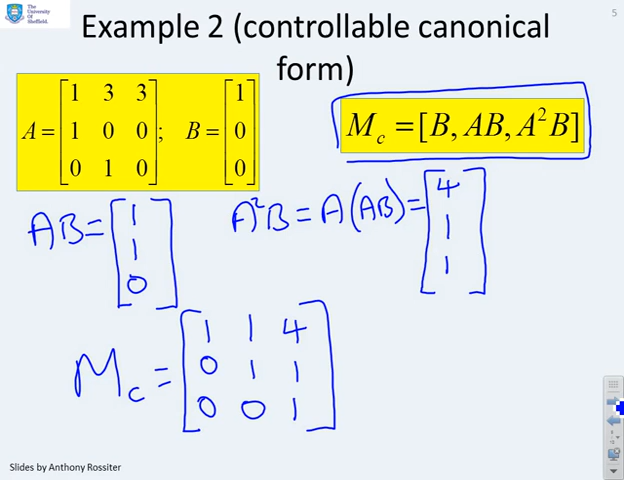 The University Of Sheffield.
5
Example 2 (controllable canonical form)
A = [1 3 3; 1 0 0; 0 1 0]; B = [1; 0; 0]
M_c = [B, AB, A²B]
AB = [1; 1; 0]
A²B = A(AB) = [4; 1; 1]
M_c = [1 1 4; 0 1 1; 0 0 1]
Slides by Anthony Rossiter